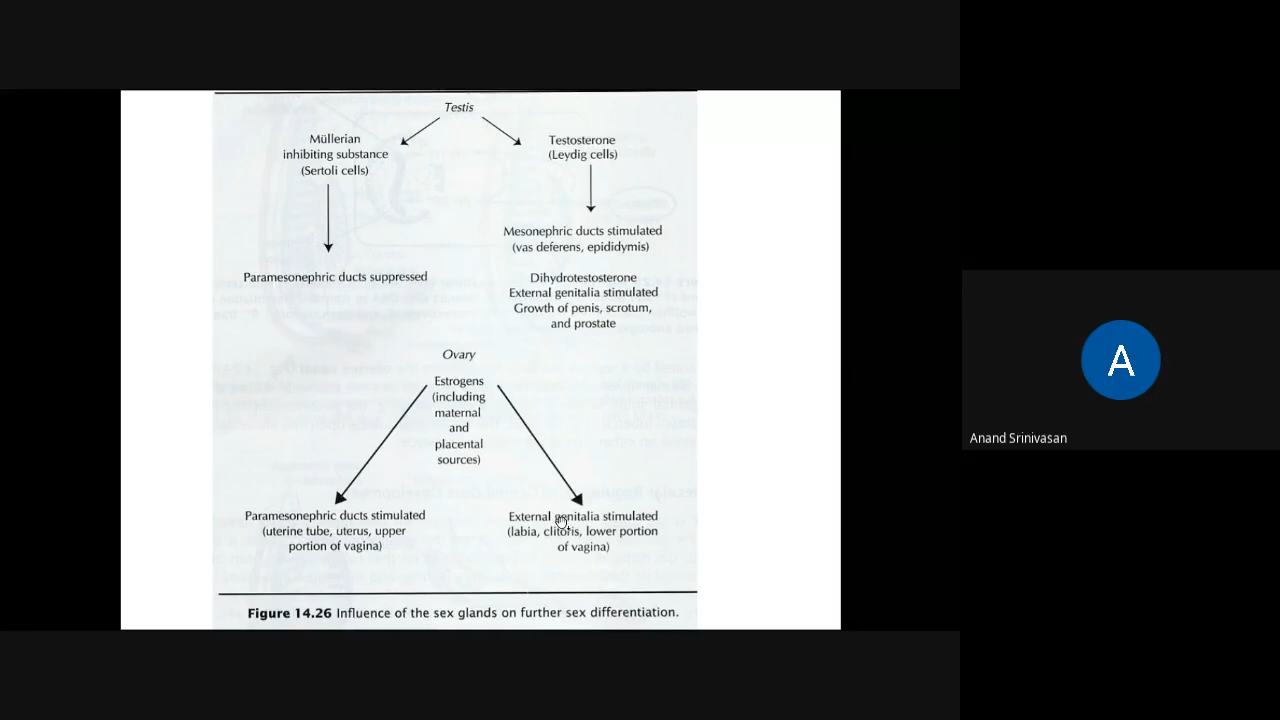 Testis
Müllerian
inhibiting substance
(Sertoli cells)
Testosterone
(Leydig cells)
Mesonephric ducts stimulated
(vas deferens, epididymis)
Paramesonephric ducts suppressed
Dihydrotestosterone
External genitalia stimulated
Growth of penis, scrotum,
and prostate
Ovary
Estrogens
(including
maternal
and
placental
sources)
Paramesonephric ducts stimulated
(uterine tube, uterus, upper
portion of vagina)
External genitalia stimulated
(labia, clitoris, lower portion
of vagina)
Figure 14.26 Influence of the sex glands on further sex differentiation.
A
Anand Srinivasan